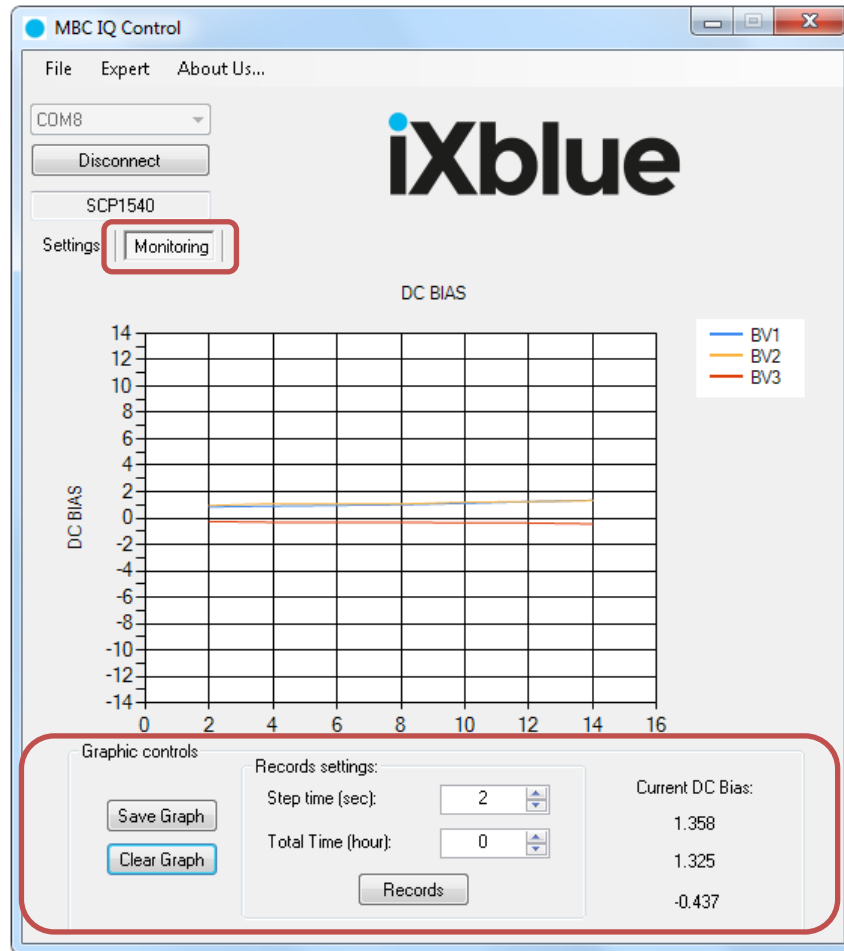 MBC IQ Control
File Expert About Us...
COM8
Disconnect
iXblue
SCP1540
Settings Monitoring
DC BIAS
14
12
10
8
6
4
2
0
-2
-4
-6
-8
-10
-12
-14
DC BIAS
0 2 4 6 8 10 12 14 16
BV1
BV2
BV3
Graphic controls
Save Graph
Clear Graph
Records settings:
Step time (sec): 2
Total Time (hour): 0
Records
Current DC Bias:
1.358
1.325
-0.437